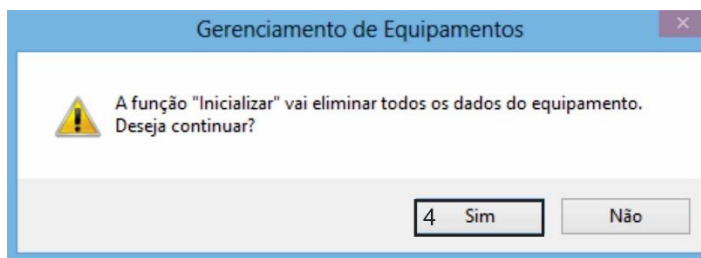 Gerenciamento de Equipamentos
A função "Inicializar" vai eliminar todos os dados do equipamento.
Deseja continuar?
4 Sim Não